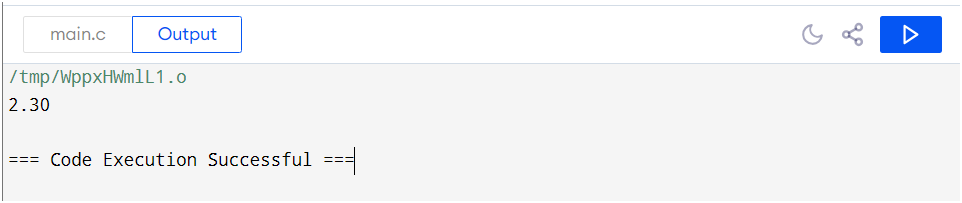 main.c Output
/tmp/WppxHWmlL1.o
2.30
=== Code Execution Successful ===